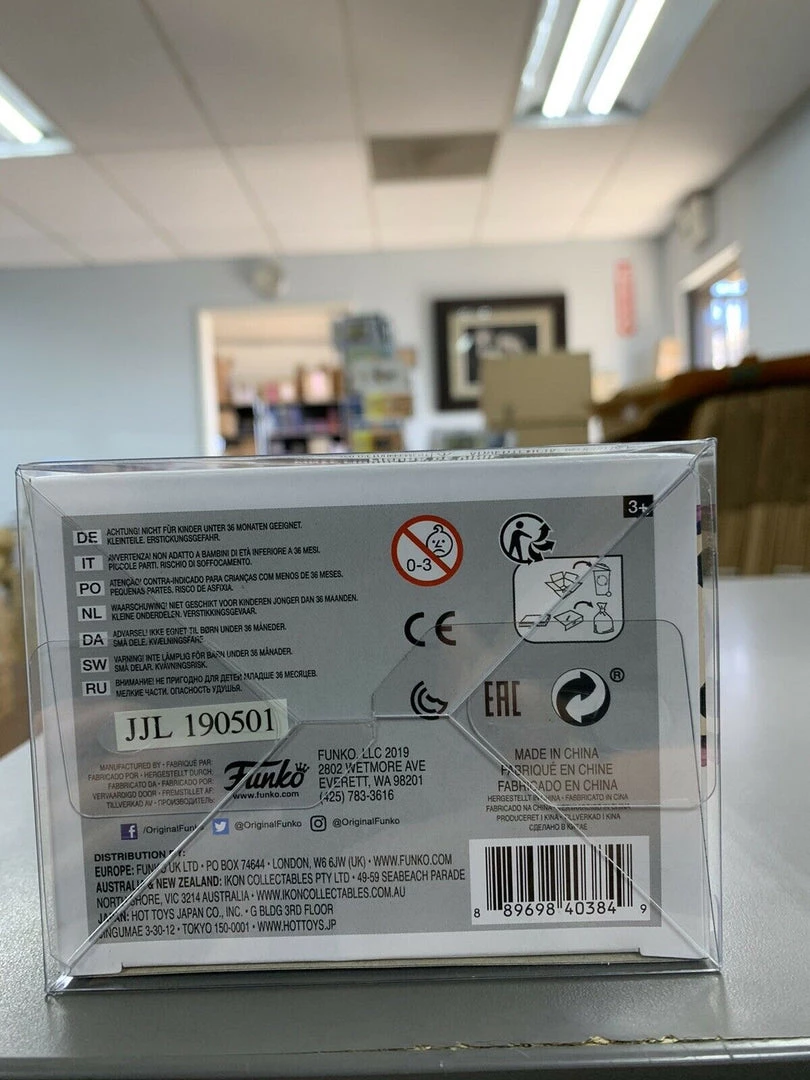 3+
DE ACHTUNG! NICHT FÜR KINDER UNTER 36 MONATEN GEEIGNET.
KLEINTEILE. ERSTICKUNGSGEFAHR.
IT AVVERTENZA! NON ADATTO A BAMBINI DI ETÀ INFERIORE A 36 MESI.
PICCOLE PARTI. RISCHIO DI SOFFOCAMENTO.
PO ATENÇÃO! CONTRA-INDICADO PARA CRIANÇAS COM MENOS DE 36 MESES.
PEQUENAS PARTES. RISCO DE ASFIXIA.
NL WAARSCHUWING! NIET GESCHIKT VOOR KINDEREN JONGER DAN 36 MAANDEN.
KLEINE ONDERDELEN. VERSTIKKINGSGEVAAR.
DA ADVARSEL! IKKE EGNET TIL BØRN UNDER 36 MÅNEDER.
SMÅ DELE. KVÆLNINGSFARE
SW VARNING! INTE LÄMPLIG FÖR BARN UNDER 36 MÅNADER.
SMÅ DELAR. KVÄVNINGSRISK.
RU ВНИМАНИЕ! НЕ ПРИГОДНО ДЛЯ ДЕТЕЙ МЛАДШЕ 36 МЕСЯЦЕВ.
МЕЛКИЕ ЧАСТИ. ОПАСНОСТЬ УДУШЬЯ.
0-3
CE
EAC
®
JJL 190501
MANUFACTURED BY • FABRIQUÉ PAR:
FABRICADO POR • HERGESTELLT DURCH:
FABBRICATO DA • FABRICADO POR:
VERVAARDIGD DOOR • FREMSTILLET AF:
TILLVERKAD AV • ПРОИЗВОДИТЕЛЬ:
Funko
www.funko.com
FUNKO, LLC 2019
2802 WETMORE AVE
EVERETT, WA 98201
(425) 783-3616
MADE IN CHINA
FABRIQUÉ EN CHINE
FABRICADO EN CHINA
HERGESTELLT IN CHINA • FABBRICATO IN CINA
FABRICADO NA CHINA
PRODUCERET I KINA • TILLVERKAD I KINA
СДЕЛАНО В КИТАЕ
/OriginalFunko @OriginalFunko @OriginalFunko
DISTRIBUTION BY:
EUROPE: FUNKO UK LTD • PO BOX 74644 • LONDON, W6 6JW (UK) • WWW.FUNKO.COM
AUSTRALIA & NEW ZEALAND: IKON COLLECTABLES PTY LTD • 49-59 SEABEACH PARADE
NORTH SHORE, VIC 3214 AUSTRALIA • WWW.IKONCOLLECTABLES.COM.AU
JAPAN: HOT TOYS JAPAN CO., INC. • G BLDG 3RD FLOOR
JINGUMAE 3-30-12 • TOKYO 150-0001 • WWW.HOTTOYS.JP
8 89698 40384 9